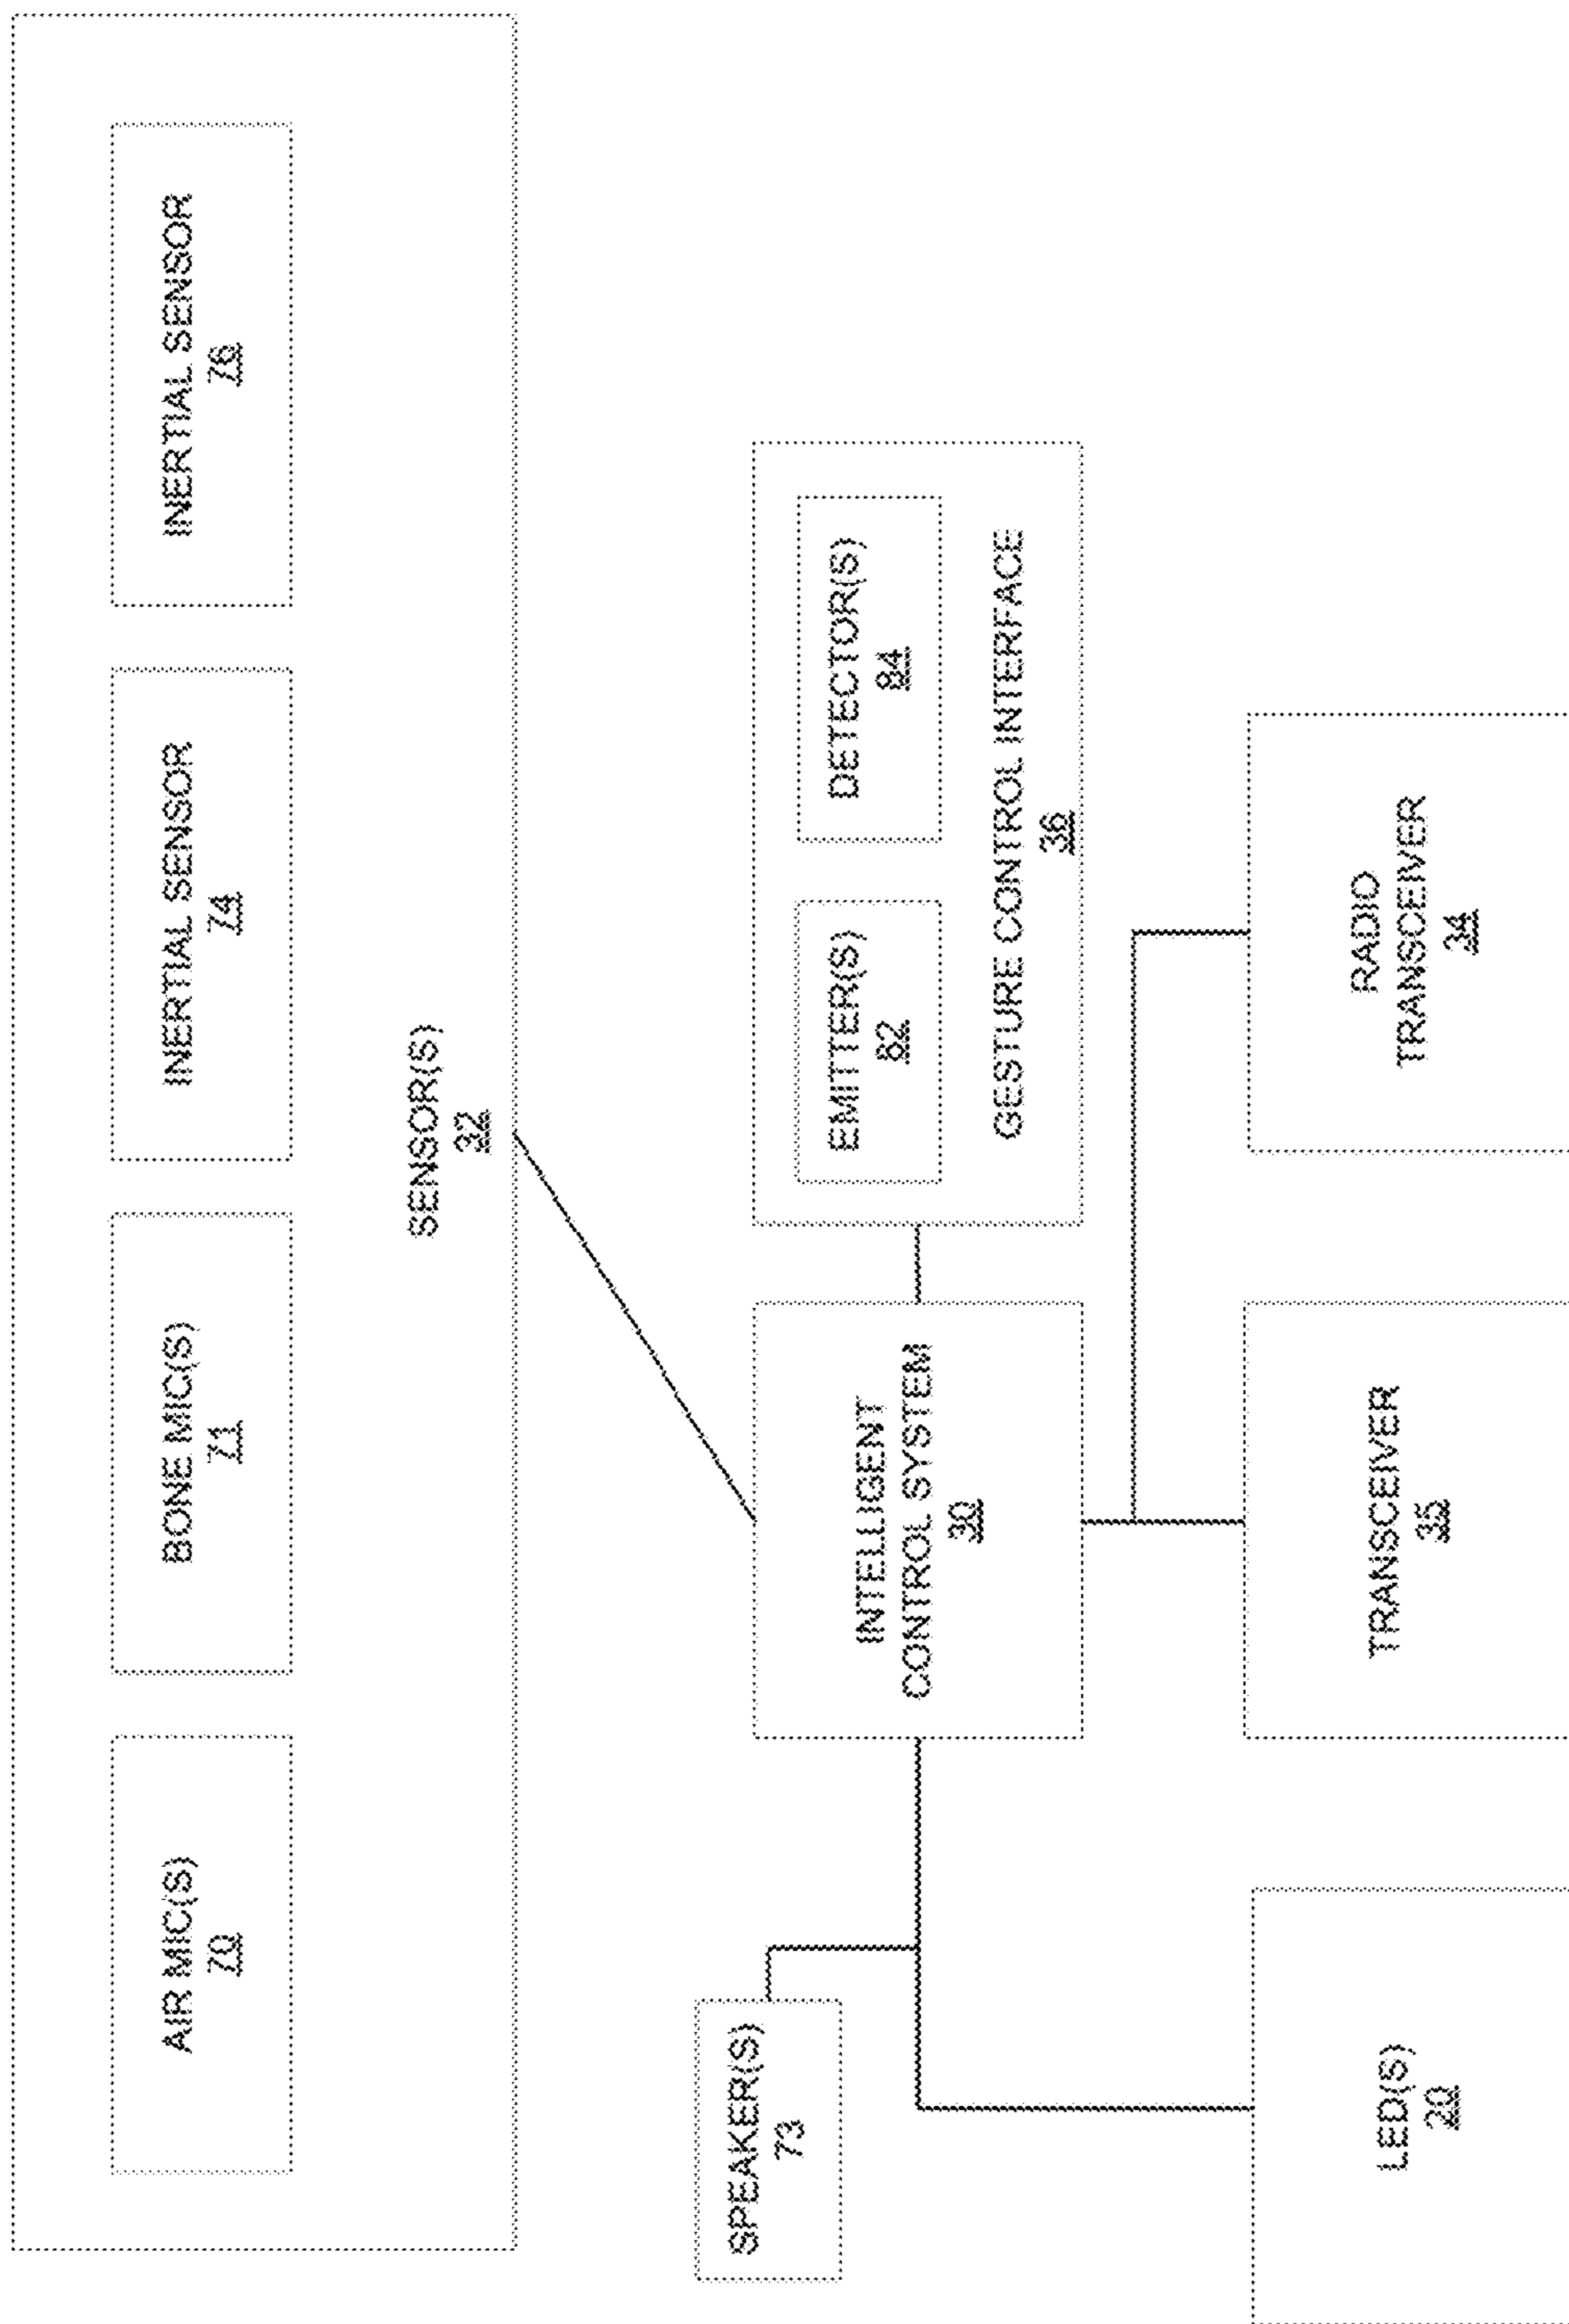 AIR MIC(S)
70
BONE MIC(S)
71
INERTIAL SENSOR
74
INERTIAL SENSOR
76
SENSOR(S)
32
SPEAKER(S)
73
INTELLIGENT
CONTROL SYSTEM
30
EMITTER(S)
82
DETECTOR(S)
84
GESTURE CONTROL INTERFACE
36
LED(S)
20
TRANSCEIVER
35
RADIO
TRANSCEIVER
34